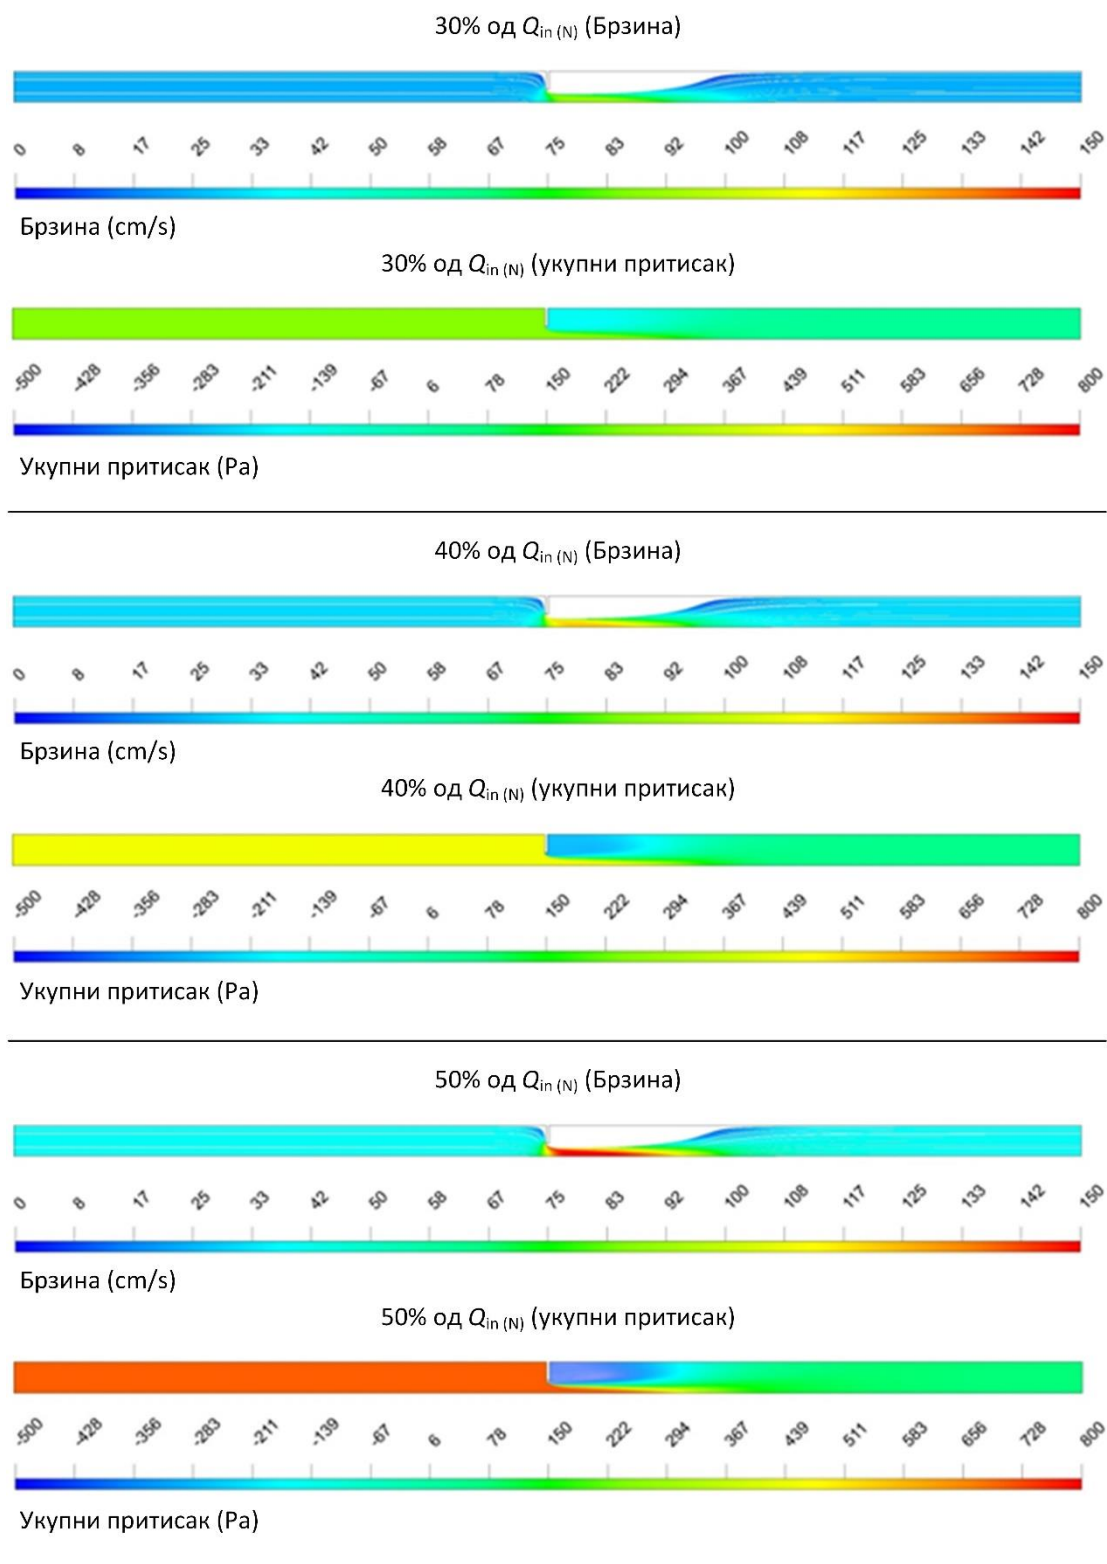 30% од Qin (N) (Брзина)
0 8 17 25 33 42 50 58 67 75 83 92 100 108 117 125 133 142 150
Брзина (cm/s)
30% од Qin (N) (укупни притисак)
-500 -428 -356 -283 -211 -139 -67 6 78 150 222 294 367 439 511 583 656 728 800
Укупни притисак (Pa)
40% од Qin (N) (Брзина)
0 8 17 25 33 42 50 58 67 75 83 92 100 108 117 125 133 142 150
Брзина (cm/s)
40% од Qin (N) (укупни притисак)
-500 -428 -356 -283 -211 -139 -67 6 78 150 222 294 367 439 511 583 656 728 800
Укупни притисак (Pa)
50% од Qin (N) (Брзина)
0 8 17 25 33 42 50 58 67 75 83 92 100 108 117 125 133 142 150
Брзина (cm/s)
50% од Qin (N) (укупни притисак)
-500 -428 -356 -283 -211 -139 -67 6 78 150 222 294 367 439 511 583 656 728 800
Укупни притисак (Pa)